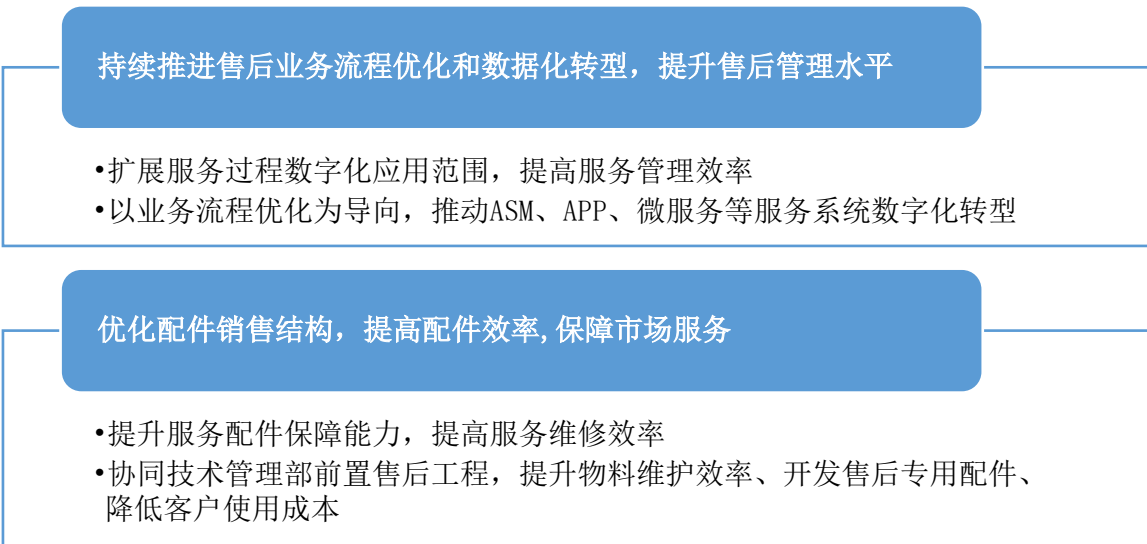 持续推进售后业务流程优化和数据化转型，提升售后管理水平
•扩展服务过程数字化应用范围，提高服务管理效率
•以业务流程优化为导向，推动ASM、APP、微服务等服务系统数字化转型
优化配件销售结构，提高配件效率,保障市场服务
•提升服务配件保障能力，提高服务维修效率
•协同技术管理部前置售后工程，提升物料维护效率、开发售后专用配件、
降低客户使用成本